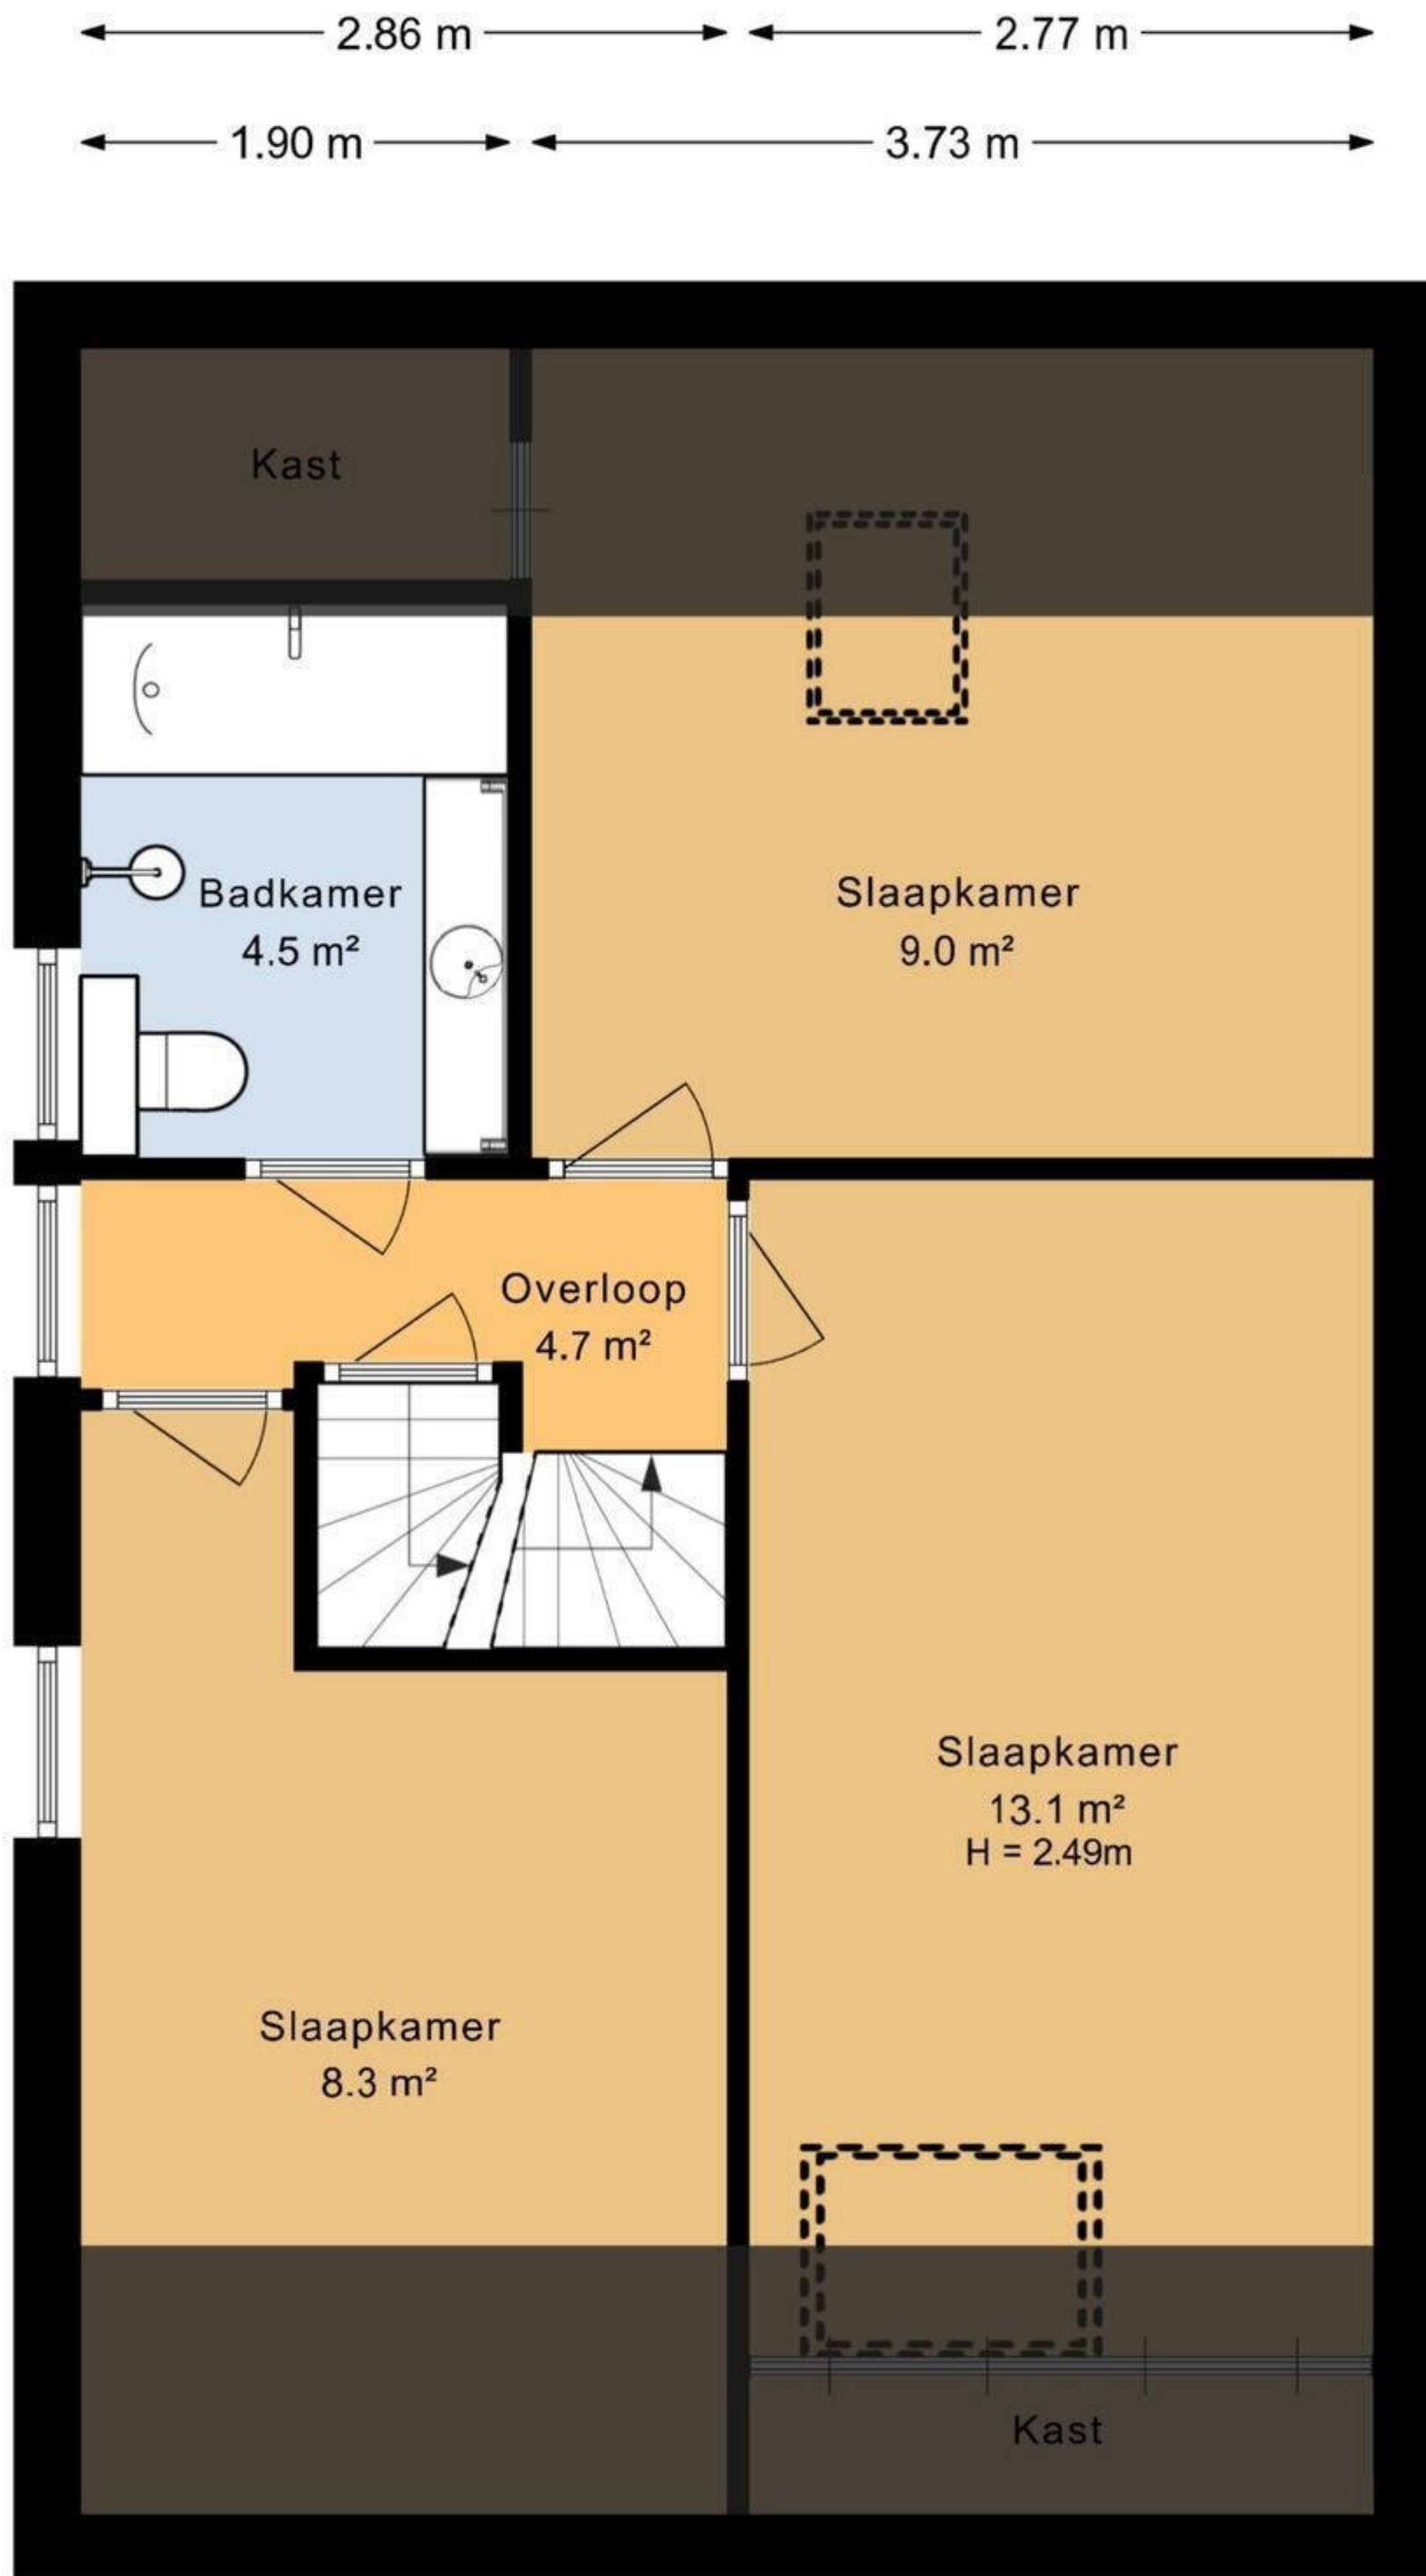 2.86 m
2.77 m
1.90 m
3.73 m
Kast
Badkamer
4.5 m²
Slaapkamer
9.0 m²
Overloop
4.7 m²
Slaapkamer
13.1 m²
H = 2.49m
Slaapkamer
8.3 m²
Kast